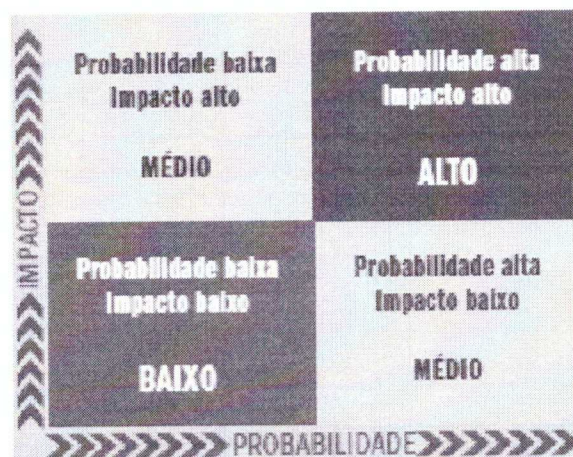 Probabilidade baixa
Impacto alto
MÉDIO
Probabilidade alta
Impacto alto
ALTO
IMPACTO
Probabilidade baixa
Impacto baixo
BAIXO
Probabilidade alta
Impacto baixo
MÉDIO
PROBABILIDADE